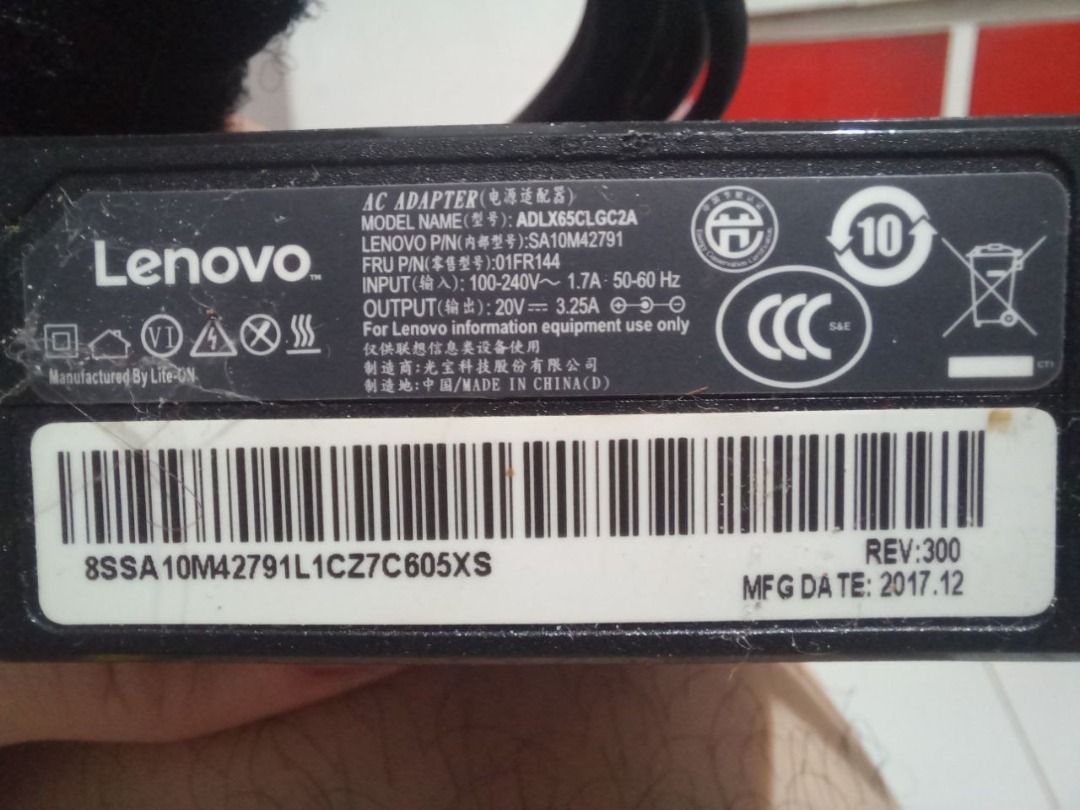 AC ADAPTER(电源适配器)
MODEL NAME(型号): ADLX65CLGC2A
LENOVO P/N(内部型号):SA10M42791
FRU P/N(零售型号):01FR144
INPUT(输入): 100-240V～ 1.7A 50-60 Hz
OUTPUT(输出): 20V 3.25A
For Lenovo information equipment use only
仅供联想信息类设备使用
制造商:光宝科技股份有限公司
制造地:中国/MADE IN CHINA(D)
Lenovo™
VI
Manufactured By Lite-ON
10
CCC
S&E
8SSA10M42791L1CZ7C605XS
REV:300
MFG DATE: 2017.12